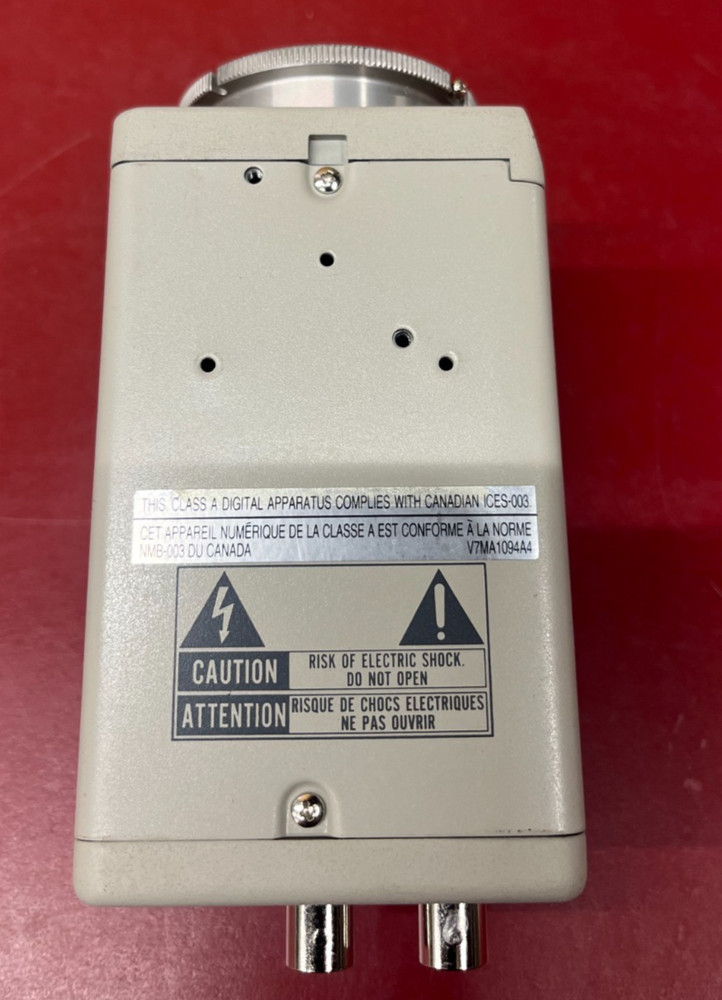 THIS CLASS A DIGITAL APPARATUS COMPLIES WITH CANADIAN ICES-003.
CET APPAREIL NUMÉRIQUE DE LA CLASSE A EST CONFORME À LA NORME
NMB-003 DU CANADA V7MA1094A4
CAUTION RISK OF ELECTRIC SHOCK.
DO NOT OPEN
ATTENTION RISQUE DE CHOCS ELECTRIQUES
NE PAS OUVRIR